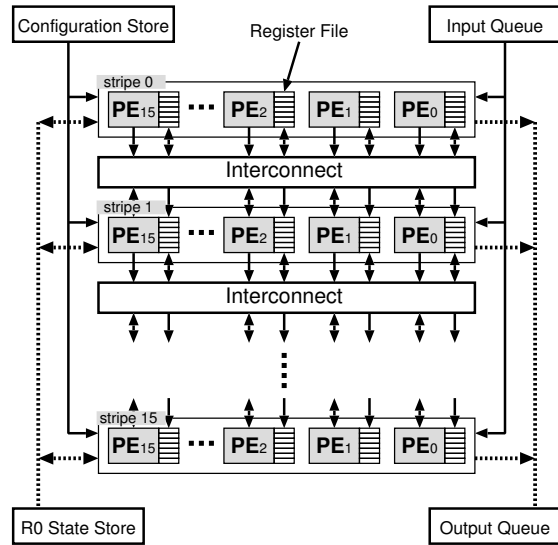 Configuration Store
Register File
Input Queue
stripe 0
PE15 PE2 PE1 PE0
Interconnect
stripe 1
PE15 PE2 PE1 PE0
Interconnect
stripe 15
PE15 PE2 PE1 PE0
R0 State Store
Output Queue